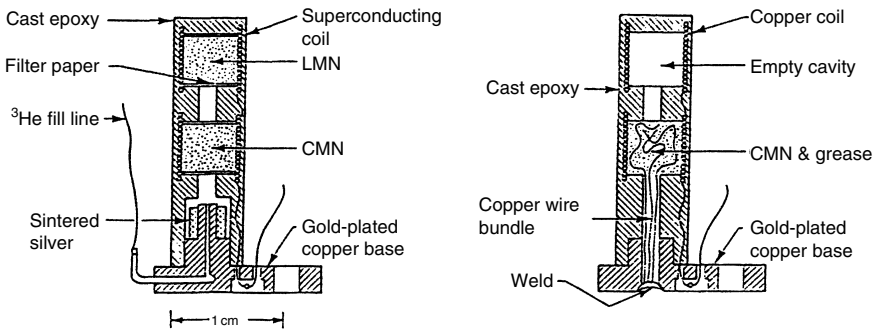 Cast epoxy
Superconducting
coil
LMN
Filter paper
³He fill line
CMN
Sintered
silver
Gold-plated
copper base
1 cm
Copper coil
Empty cavity
Cast epoxy
CMN & grease
Copper wire
bundle
Gold-plated
copper base
Weld